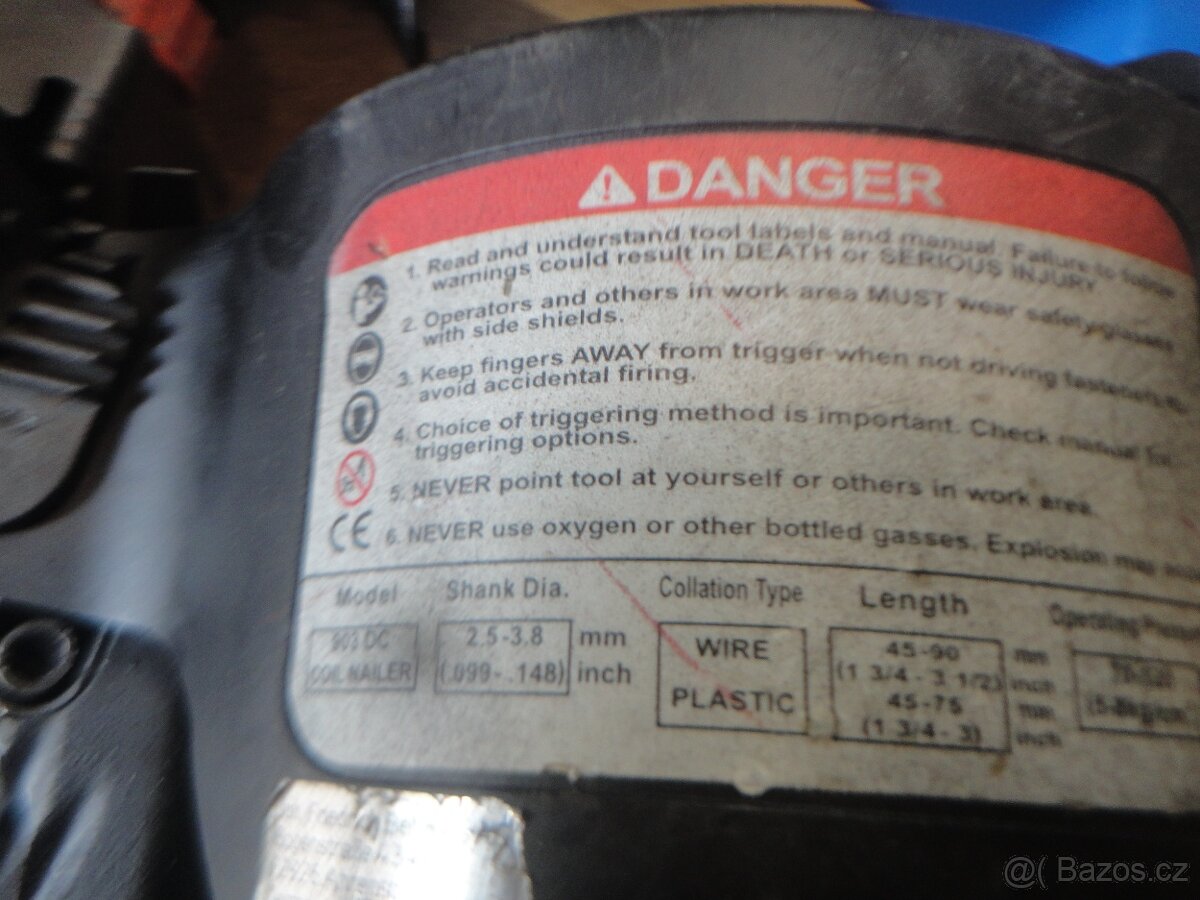 DANGER
1. Read and understand tool labels and manual. Failure to follow
warnings could result in DEATH or SERIOUS INJURY
2. Operators and others in work area MUST wear safety glasses
with side shields.
3. Keep fingers AWAY from trigger when not driving fasteners to
avoid accidental firing.
4. Choice of triggering method is important. Check manual for
triggering options.
5. NEVER point tool at yourself or others in work area.
6. NEVER use oxygen or other bottled gasses. Explosion may
CE
Model Shank Dia. Collation Type Length Operating
903 DC 2.5-3.8 mm WIRE 45-90 mm
COIL NAILER (.099- .148) inch (1 3/4 - 3 1/2) inch
PLASTIC 45-75 mm
(1 3/4 - 3) inch
@( Bazos.cz